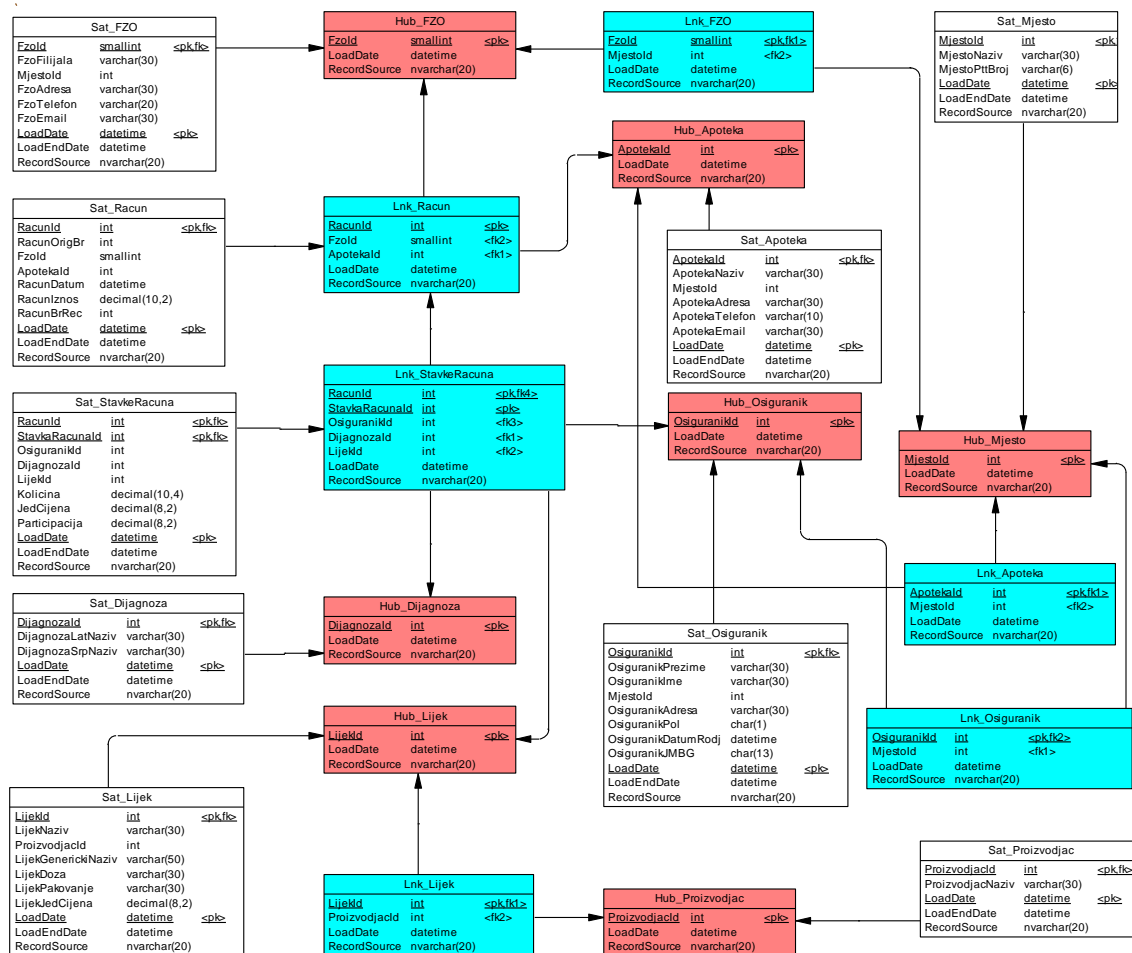 Sat_FZO
FzoId smallint <pk,fk>
FzoFilijala varchar(30)
MjestoId int
FzoAdresa varchar(30)
FzoTelefon varchar(20)
FzoEmail varchar(30)
LoadDate datetime <pk>
LoadEndDate datetime
RecordSource nvarchar(20)
Hub_FZO
FzoId smallint <pk>
LoadDate datetime
RecordSource nvarchar(20)
Lnk_FZO
FzoId smallint <pk,fk1>
MjestoId int <fk2>
LoadDate datetime
RecordSource nvarchar(20)
Sat_Mjesto
MjestoId int <pk,
MjestoNaziv varchar(30)
MjestoPttBroj varchar(6)
LoadDate datetime <pk>
LoadEndDate datetime
RecordSource nvarchar(20)
Hub_Apoteka
ApotekaId int <pk>
LoadDate datetime
RecordSource nvarchar(20)
Sat_Racun
RacunId int <pk,fk>
RacunOrigBr int
FzoId smallint
ApotekaId int
RacunDatum datetime
RacunIznos decimal(10,2)
RacunBrRec int
LoadDate datetime <pk>
LoadEndDate datetime
RecordSource nvarchar(20)
Lnk_Racun
RacunId int <pk>
FzoId smallint <fk2>
ApotekaId int <fk1>
LoadDate datetime
RecordSource nvarchar(20)
Sat_Apoteka
ApotekaId int <pk,fk>
ApotekaNaziv varchar(30)
MjestoId int
ApotekaAdresa varchar(30)
ApotekaTelefon varchar(10)
ApotekaEmail varchar(30)
LoadDate datetime <pk>
LoadEndDate datetime
RecordSource nvarchar(20)
Sat_StavkeRacuna
RacunId int <pk,fk>
StavkaRacunaId int <pk,fk>
OsiguranikId int
DijagnozaId int
LijekId int
Kolicina decimal(10,4)
JedCijena decimal(8,2)
Participacija decimal(8,2)
LoadDate datetime <pk>
LoadEndDate datetime
RecordSource nvarchar(20)
Lnk_StavkeRacuna
RacunId int <pk,fk4>
StavkaRacunaId int <pk>
OsiguranikId int <fk3>
DijagnozaId int <fk1>
LijekId int <fk2>
LoadDate datetime
RecordSource nvarchar(20)
Hub_Osiguranik
OsiguranikId int <pk>
LoadDate datetime
RecordSource nvarchar(20)
Hub_Mjesto
MjestoId int <pk>
LoadDate datetime
RecordSource nvarchar(20)
Lnk_Apoteka
ApotekaId int <pk,fk1>
MjestoId int <fk2>
LoadDate datetime
RecordSource nvarchar(20)
Sat_Dijagnoza
DijagnozaId int <pk,fk>
DijagnozaLatNaziv varchar(30)
DijagnozaSrpNaziv varchar(30)
LoadDate datetime <pk>
LoadEndDate datetime
RecordSource nvarchar(20)
Hub_Dijagnoza
DijagnozaId int <pk>
LoadDate datetime
RecordSource nvarchar(20)
Sat_Osiguranik
OsiguranikId int <pk,fk>
OsiguranikPrezime varchar(30)
OsiguranikIme varchar(30)
MjestoId int
OsiguranikAdresa varchar(30)
OsiguranikPol char(1)
OsiguranikDatumRodj datetime
OsiguranikJMBG char(13)
LoadDate datetime <pk>
LoadEndDate datetime
RecordSource nvarchar(20)
Hub_Lijek
LijekId int <pk>
LoadDate datetime
RecordSource nvarchar(20)
Lnk_Osiguranik
OsiguranikId int <pk,fk2>
MjestoId int <fk1>
LoadDate datetime
RecordSource nvarchar(20)
Sat_Lijek
LijekId int <pk,fk>
LijekNaziv varchar(30)
ProizvodjacId int
LijekGenerickiNaziv varchar(50)
LijekDoza varchar(30)
LijekPakovanje varchar(30)
LijekJedCijena decimal(8,2)
LoadDate datetime <pk>
LoadEndDate datetime
RecordSource nvarchar(20)
Lnk_Lijek
LijekId int <pk,fk1>
ProizvodjacId int <fk2>
LoadDate datetime
RecordSource nvarchar(20)
Hub_Proizvodjac
ProizvodjacId int <pk>
LoadDate datetime
RecordSource nvarchar(20)
Sat_Proizvodjac
ProizvodjacId int <pk,fk>
ProizvodjacNaziv varchar(30)
LoadDate datetime <pk>
LoadEndDate datetime
RecordSource nvarchar(20)